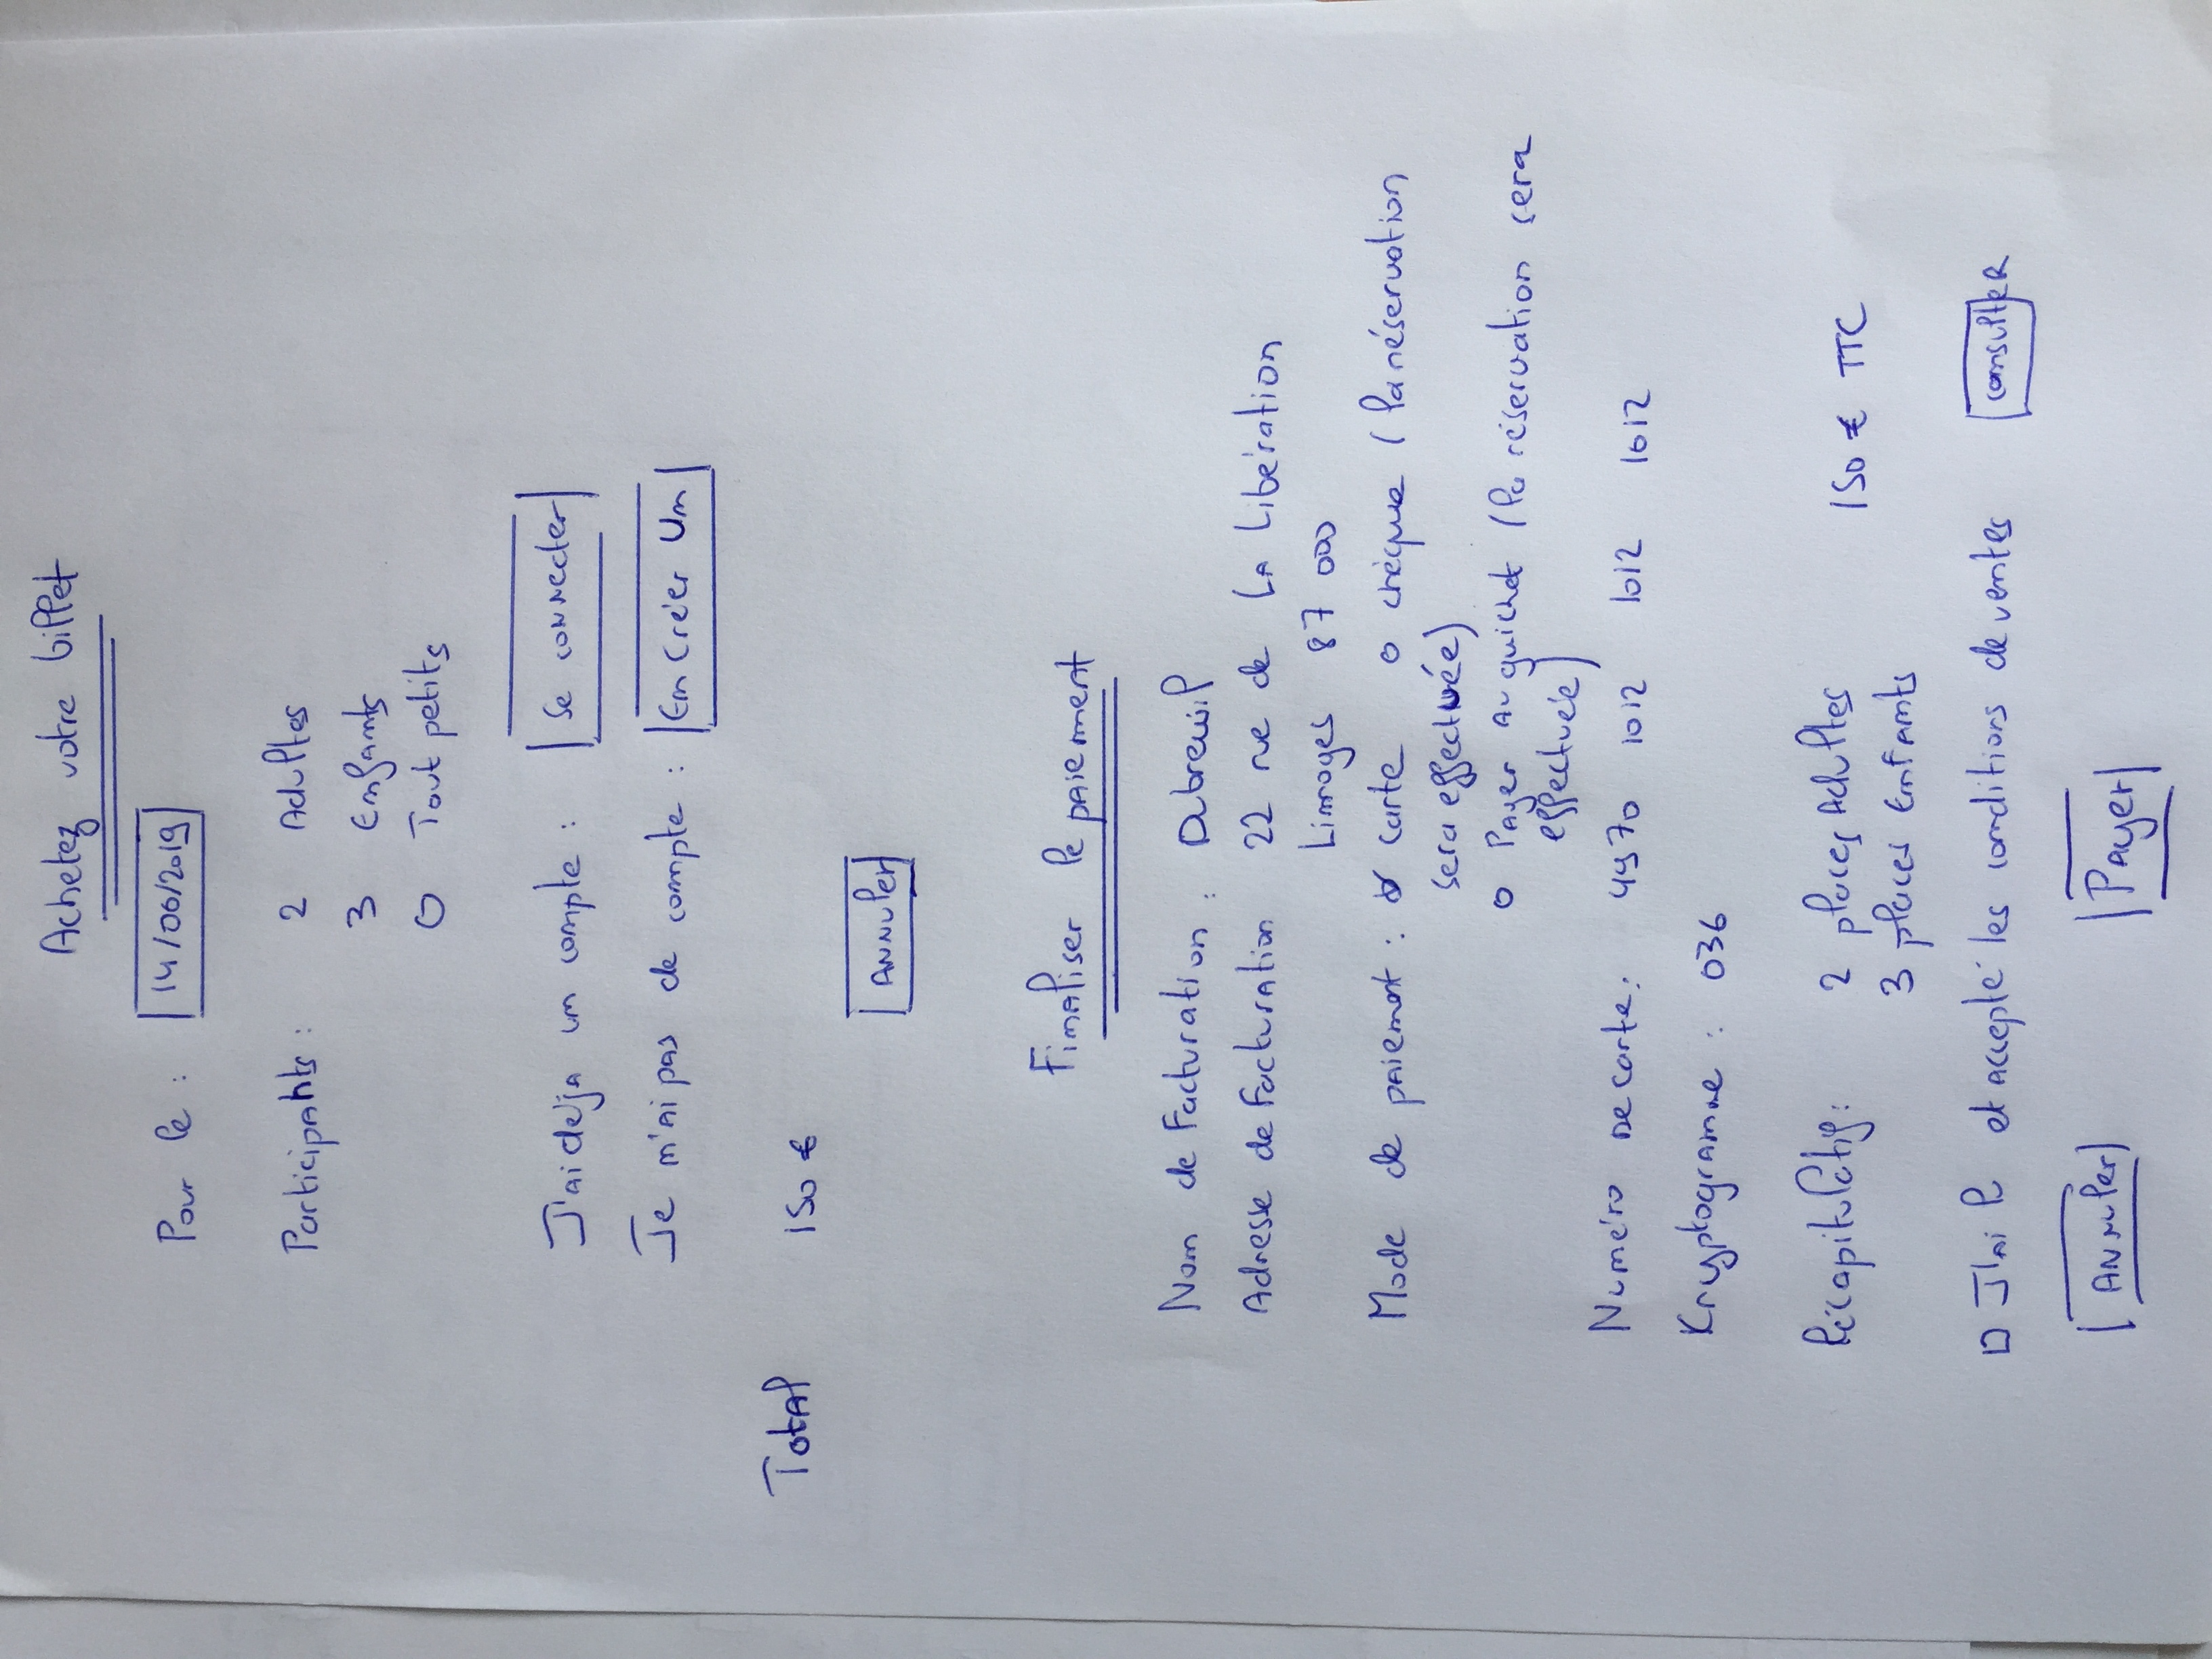 Achetez votre billet
Pour le : 14/06/2019
Participants : 2 Adultes
3 Enfants
0 Tout petits
J'ai déjà un compte : Se connecter
Je n'ai pas de compte : En Créer Un
Total 150 €
Annuler
Finaliser le paiement
Nom de Facturation : Dubreuil
Adresse de Facturation 22 rue de La Libération
Limoges 87 000
Mode de paiement : carte o chèque (la réservation
sera effectuée)
o Payer Au guichet (la réservation sera
effectuée)
Numéro de carte : 4970 1012 1012 1012
Kryptogramme : 036
Récapitulatif : 2 places Adultes 150 € TTC
3 places Enfants
□ J'ai lu et accepté les conditions de ventes consulter
Annuler Payer